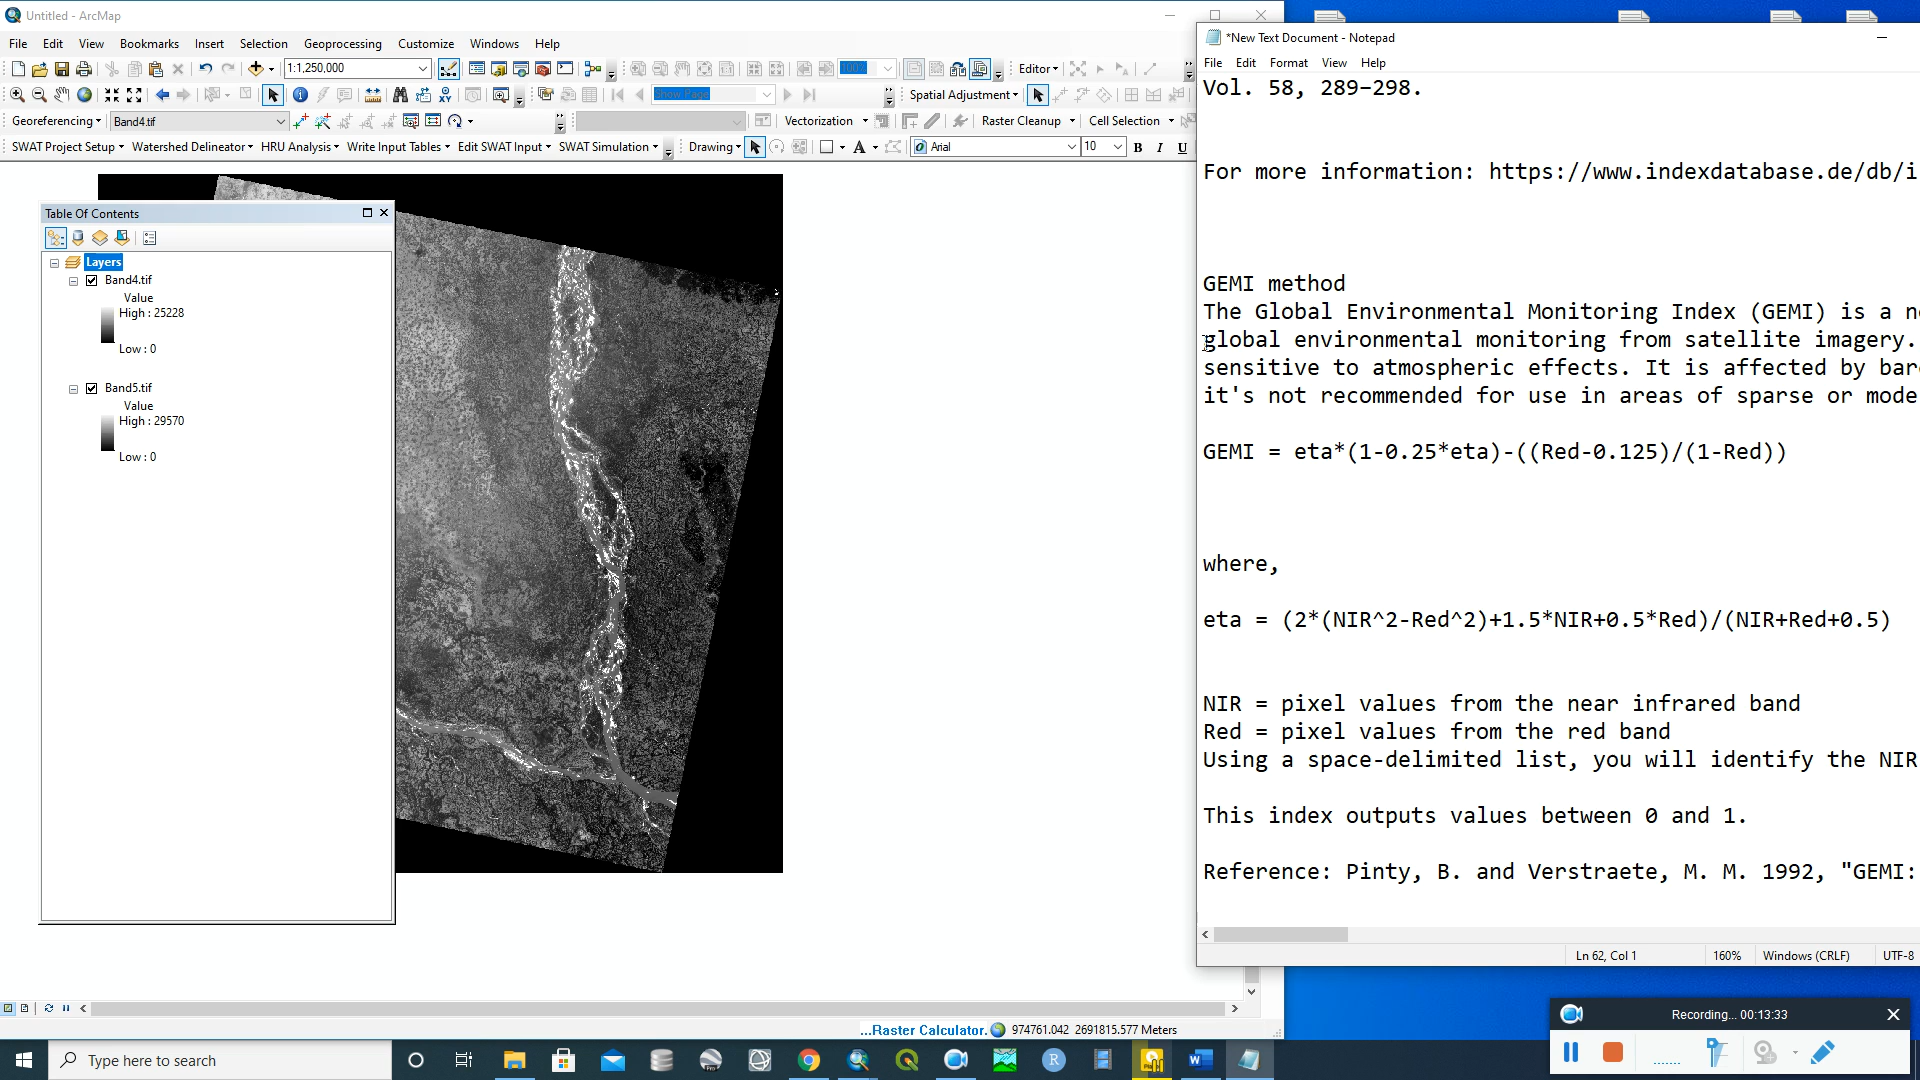 Untitled - ArcMap
File Edit View Bookmarks Insert Selection Geoprocessing Customize Windows Help
1:1,250,000
100%
Editor
Show Page
Spatial Adjustment
Georeferencing
Band4.tif
Vectorization
Raster Cleanup
Cell Selection
SWAT Project Setup Watershed Delineator HRU Analysis Write Input Tables Edit SWAT Input SWAT Simulation
Drawing
A
Arial
10
B I U
Table Of Contents
Layers
Band4.tif
Value
High : 25228
Low : 0
Band5.tif
Value
High : 29570
Low : 0
...Raster Calculator.
974761.042 2691815.577 Meters
*New Text Document - Notepad
File Edit Format View Help
Vol. 58, 289–298.
For more information: https://www.indexdatabase.de/db/i
GEMI method
The Global Environmental Monitoring Index (GEMI) is a n
global environmental monitoring from satellite imagery.
sensitive to atmospheric effects. It is affected by bar
it's not recommended for use in areas of sparse or mode
GEMI = eta*(1-0.25*eta)-((Red-0.125)/(1-Red))
where,
eta = (2*(NIR^2-Red^2)+1.5*NIR+0.5*Red)/(NIR+Red+0.5)
NIR = pixel values from the near infrared band
Red = pixel values from the red band
Using a space-delimited list, you will identify the NIR
This index outputs values between 0 and 1.
Reference: Pinty, B. and Verstraete, M. M. 1992, "GEMI:
Ln 62, Col 1
160%
Windows (CRLF)
UTF-8
Recording... 00:13:33
Type here to search